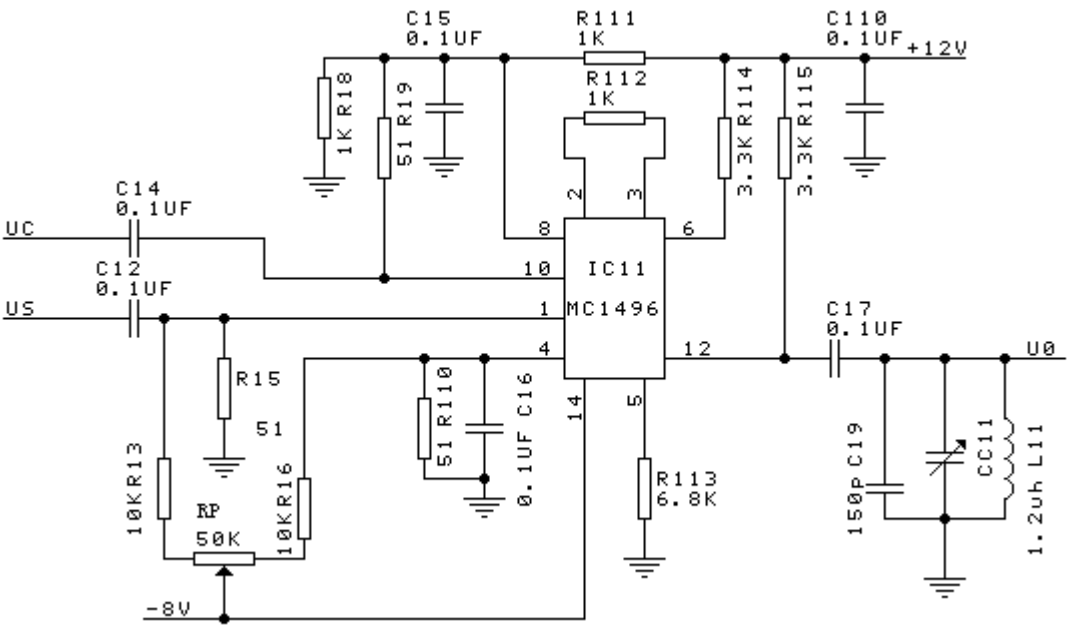 C15
0.1UF
R111
1K
C110
0.1UF
+12V
R112
1K
1K R18
51 R19
3.3K R114
3.3K R115
C14
0.1UF
2
3
UC
8
6
C12
0.1UF
10
IC11
US
1
MC1496
C17
0.1UF
4
12
U0
R15
51
51 R110
0.1UF C16
14
5
10K R13
10K R16
RP
50K
R113
6.8K
150p C19
CC11
1.2uh L11
-8V